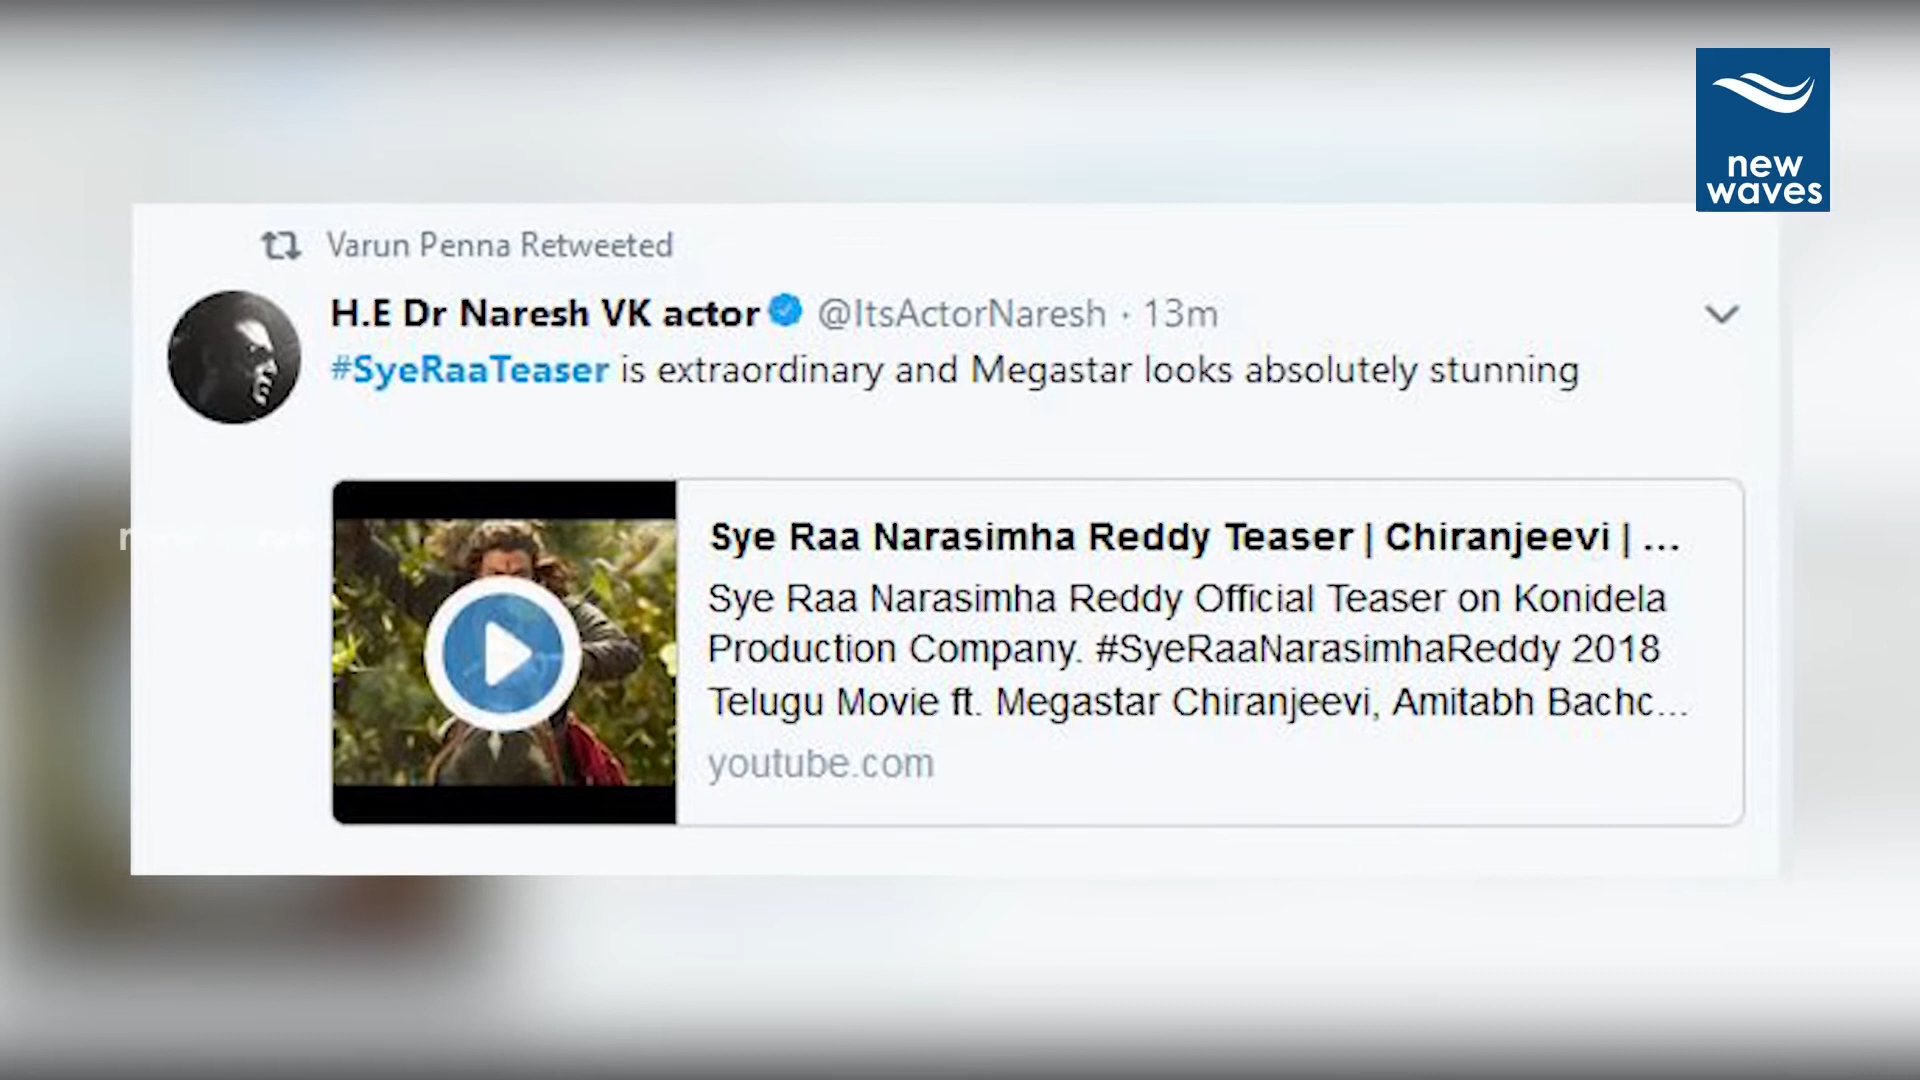 new
waves
Varun Penna Retweeted
H.E Dr Naresh VK actor @ItsActorNaresh · 13m
#SyeRaaTeaser is extraordinary and Megastar looks absolutely stunning
Sye Raa Narasimha Reddy Teaser | Chiranjeevi | ...
Sye Raa Narasimha Reddy Official Teaser on Konidela
Production Company. #SyeRaaNarasimhaReddy 2018
Telugu Movie ft. Megastar Chiranjeevi, Amitabh Bachc...
youtube.com